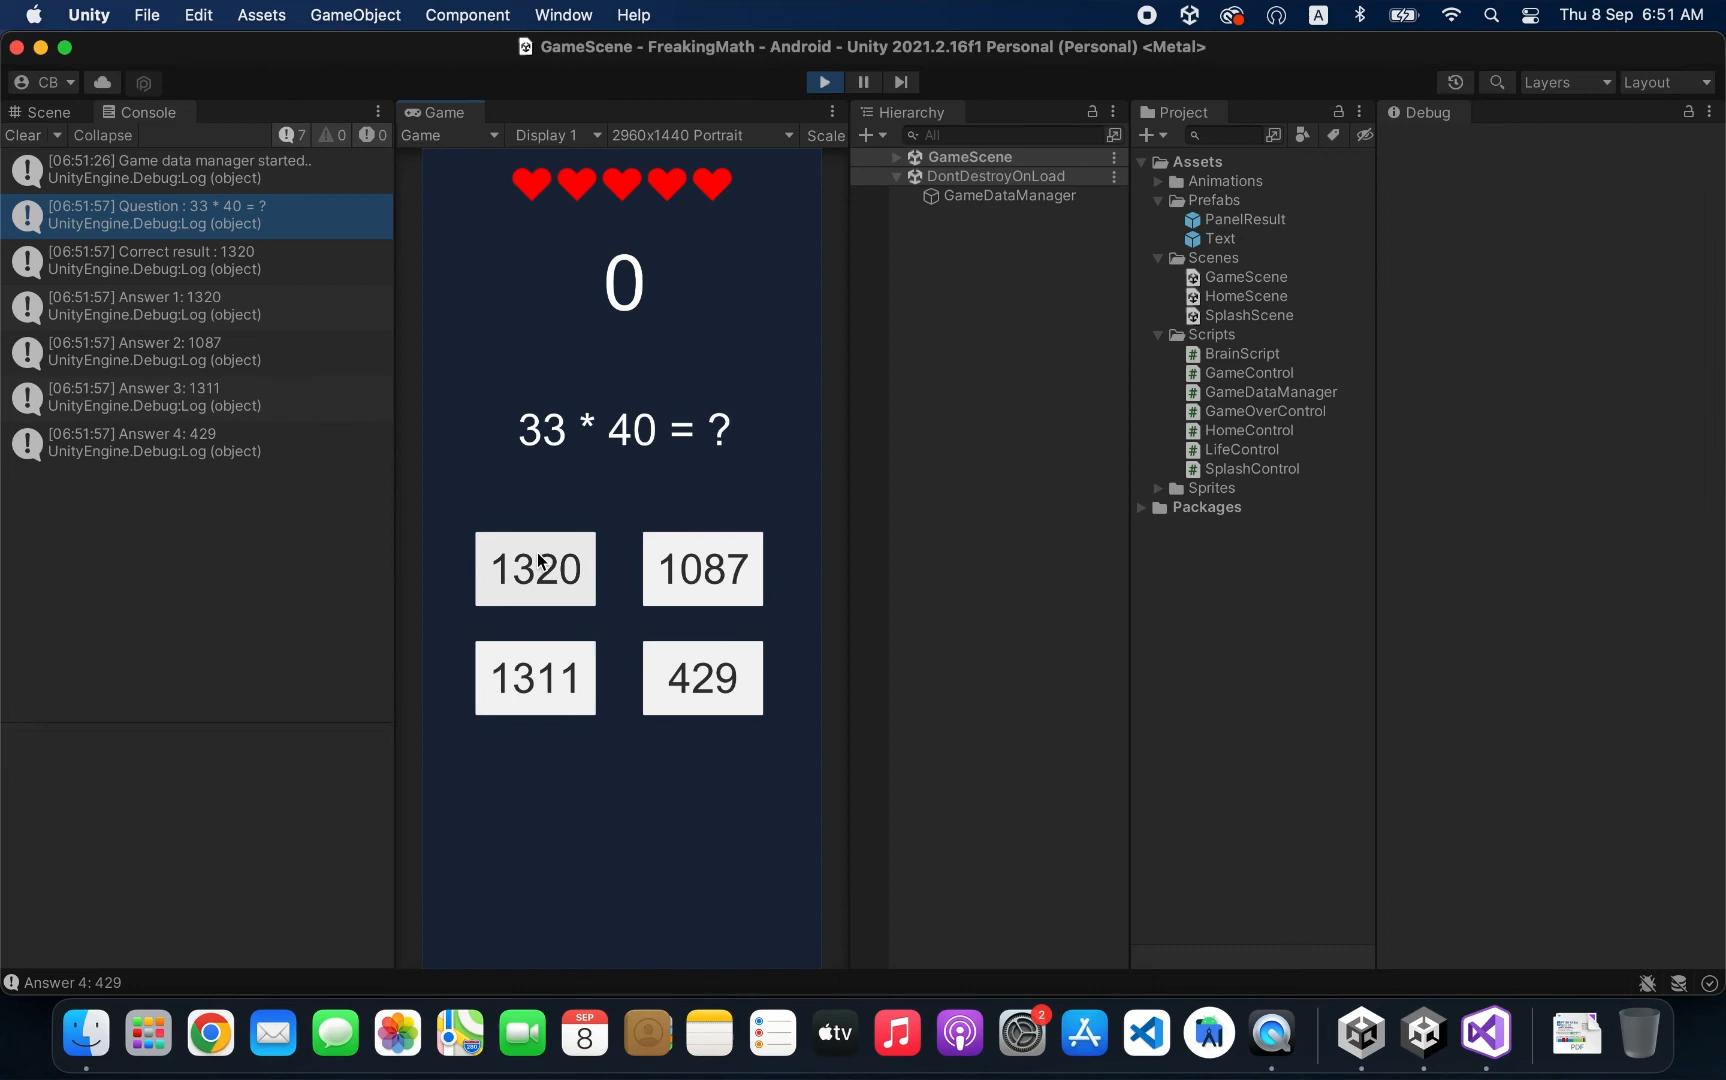 Unity File Edit Assets GameObject Component Window Help
A Thu 8 Sep 6:51 AM
GameScene - FreakingMath - Android - Unity 2021.2.16f1 Personal (Personal) <Metal>
CB Layers Layout
Scene Console Game Hierarchy Project Debug
Clear Collapse 7 0 0 Game Display 1 2960x1440 Portrait Scale All
[06:51:26] Game data manager started..
UnityEngine.Debug:Log (object)
[06:51:57] Question : 33 * 40 = ?
UnityEngine.Debug:Log (object)
[06:51:57] Correct result : 1320
UnityEngine.Debug:Log (object)
[06:51:57] Answer 1: 1320
UnityEngine.Debug:Log (object)
[06:51:57] Answer 2: 1087
UnityEngine.Debug:Log (object)
[06:51:57] Answer 3: 1311
UnityEngine.Debug:Log (object)
[06:51:57] Answer 4: 429
UnityEngine.Debug:Log (object)
0
33 * 40 = ?
1320 1087
1311 429
GameScene
DontDestroyOnLoad
GameDataManager
Assets
Animations
Prefabs
PanelResult
Text
Scenes
GameScene
HomeScene
SplashScene
Scripts
# BrainScript
# GameControl
# GameDataManager
# GameOverControl
# HomeControl
# LifeControl
# SplashControl
Sprites
Packages
Answer 4: 429
SEP
8
tv
2
PDF